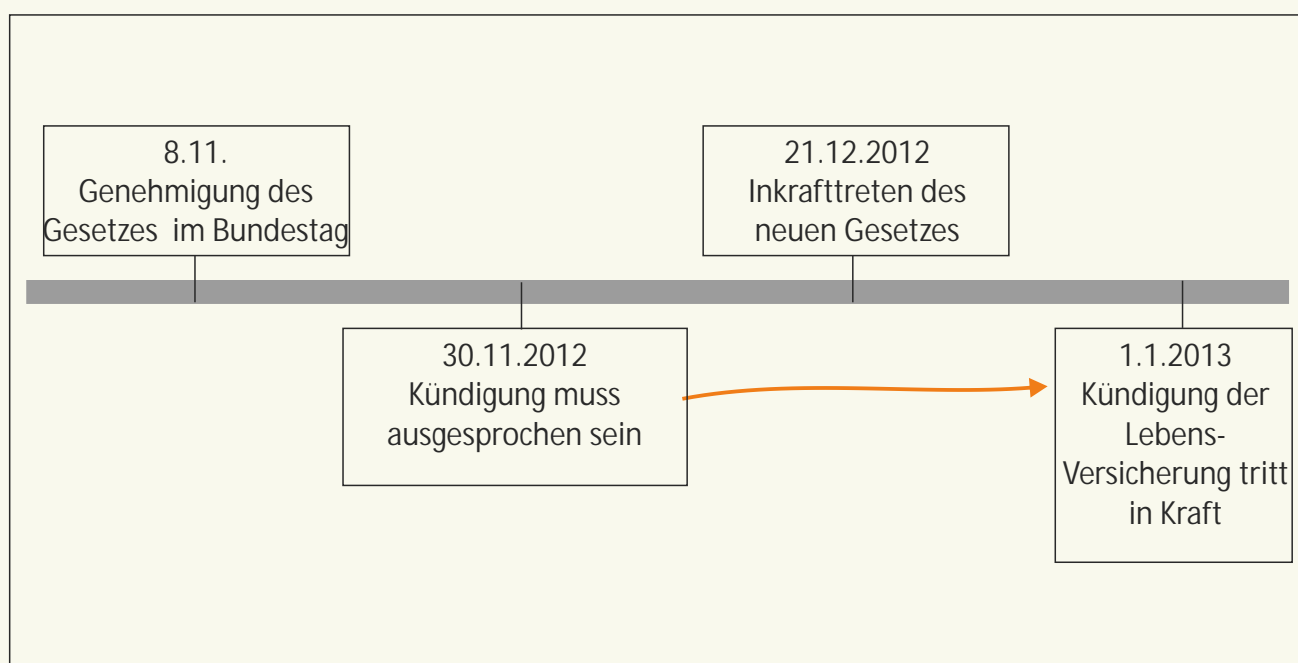 8.11.
Genehmigung des
Gesetzes im Bundestag
30.11.2012
Kündigung muss
ausgesprochen sein
21.12.2012
Inkrafttreten des
neuen Gesetzes
1.1.2013
Kündigung der
Lebens-
Versicherung tritt
in Kraft